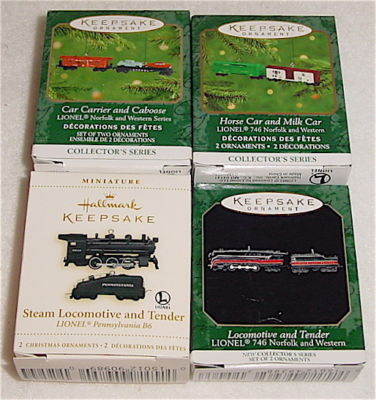 KEEPSAKE
ORNAMENT
Car Carrier and Caboose
LIONEL® Norfolk and Western Series
DÉCORATIONS DES FÊTES
SET OF TWO ORNAMENTS
ENSEMBLE DE 2 DÉCORATIONS
COLLECTOR'S SERIES
KEEPSAKE
ORNAMENT
Horse Car and Milk Car
LIONEL® 746 Norfolk and Western
DÉCORATIONS DES FÊTES
2 ORNAMENTS • 2 DÉCORATIONS
COLLECTOR'S SERIES
MINIATURE
Hallmark
KEEPSAKE
PENNSYLVANIA
LIONEL
Steam Locomotive and Tender
LIONEL® Pennsylvania B6
2 CHRISTMAS ORNAMENTS • 2 DÉCORATIONS DES FÊTES
KEEPSAKE
ORNAMENT
Locomotive and Tender
LIONEL® 746 Norfolk and Western
NEW COLLECTOR'S SERIES
SET OF 2 ORNAMENTS